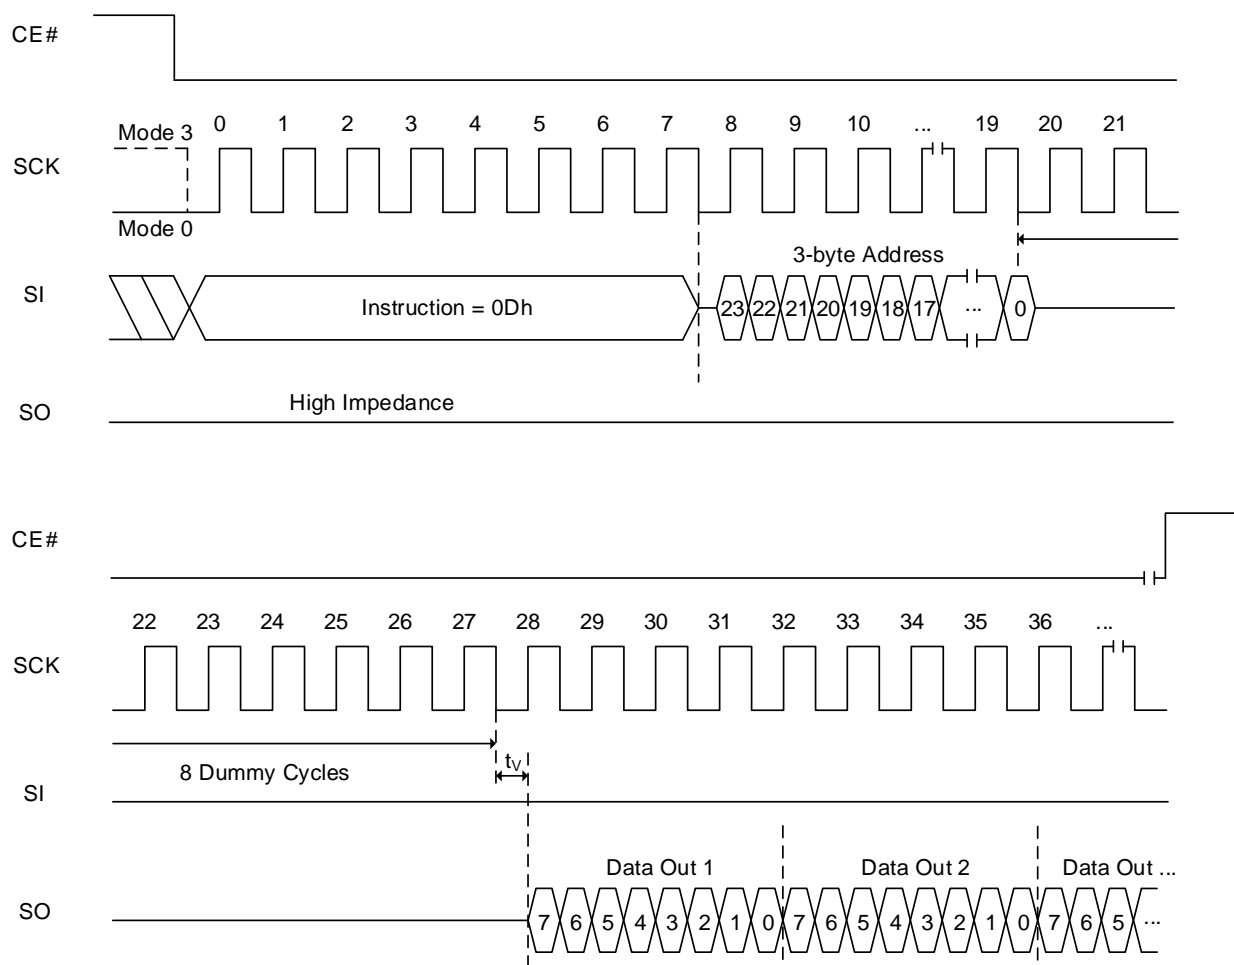 CE#
0 1 2 3 4 5 6 7 8 9 10 ... 19 20 21
Mode 3
SCK
Mode 0
3-byte Address
SI
Instruction = 0Dh
23 22 21 20 19 18 17 ... 0
High Impedance
SO
CE#
22 23 24 25 26 27 28 29 30 31 32 33 34 35 36 ...
SCK
tV
8 Dummy Cycles
SI
Data Out 1 Data Out 2 Data Out ...
SO
7 6 5 4 3 2 1 0 7 6 5 4 3 2 1 0 7 6 5 ...